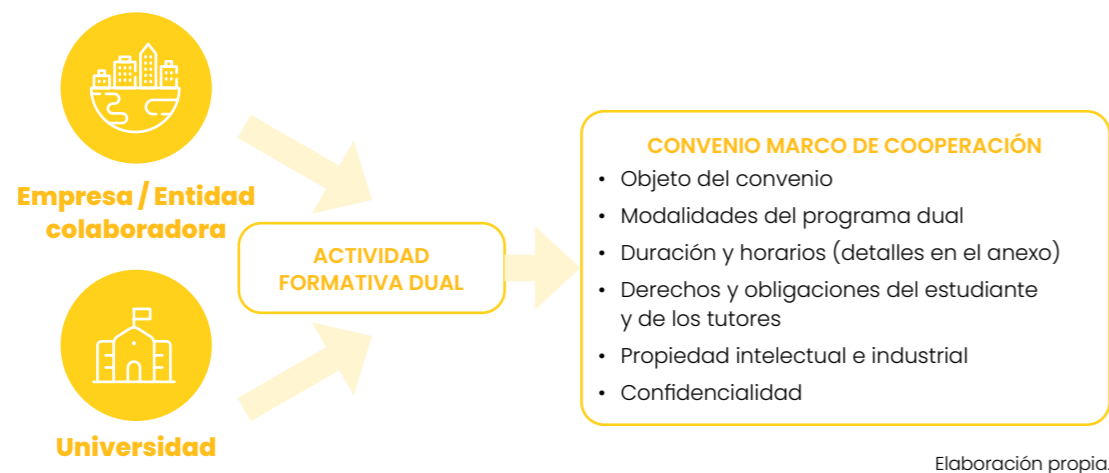 Empresa / Entidad
colaboradora
Universidad
ACTIVIDAD
FORMATIVA DUAL
CONVENIO MARCO DE COOPERACIÓN
• Objeto del convenio
• Modalidades del programa dual
• Duración y horarios (detalles en el anexo)
• Derechos y obligaciones del estudiante
y de los tutores
• Propiedad intelectual e industrial
• Confidencialidad
Elaboración propia.